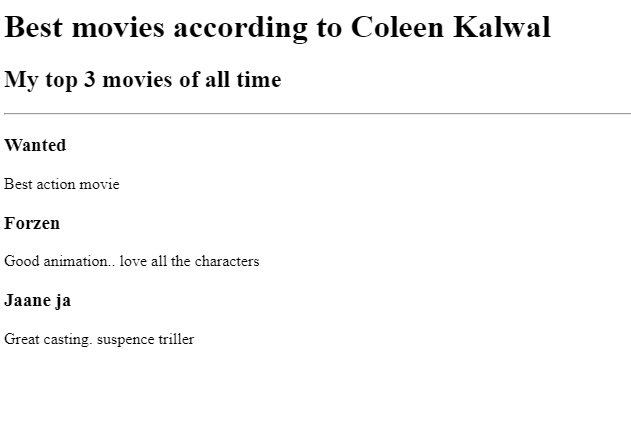 Best movies according to Coleen Kalwal
My top 3 movies of all time
Wanted
Best action movie
Forzen
Good animation.. love all the characters
Jaane ja
Great casting. suspence triller